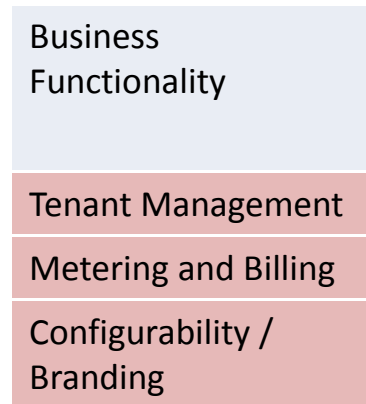 Business
Functionality
Tenant Management
Metering and Billing
Configurability /
Branding